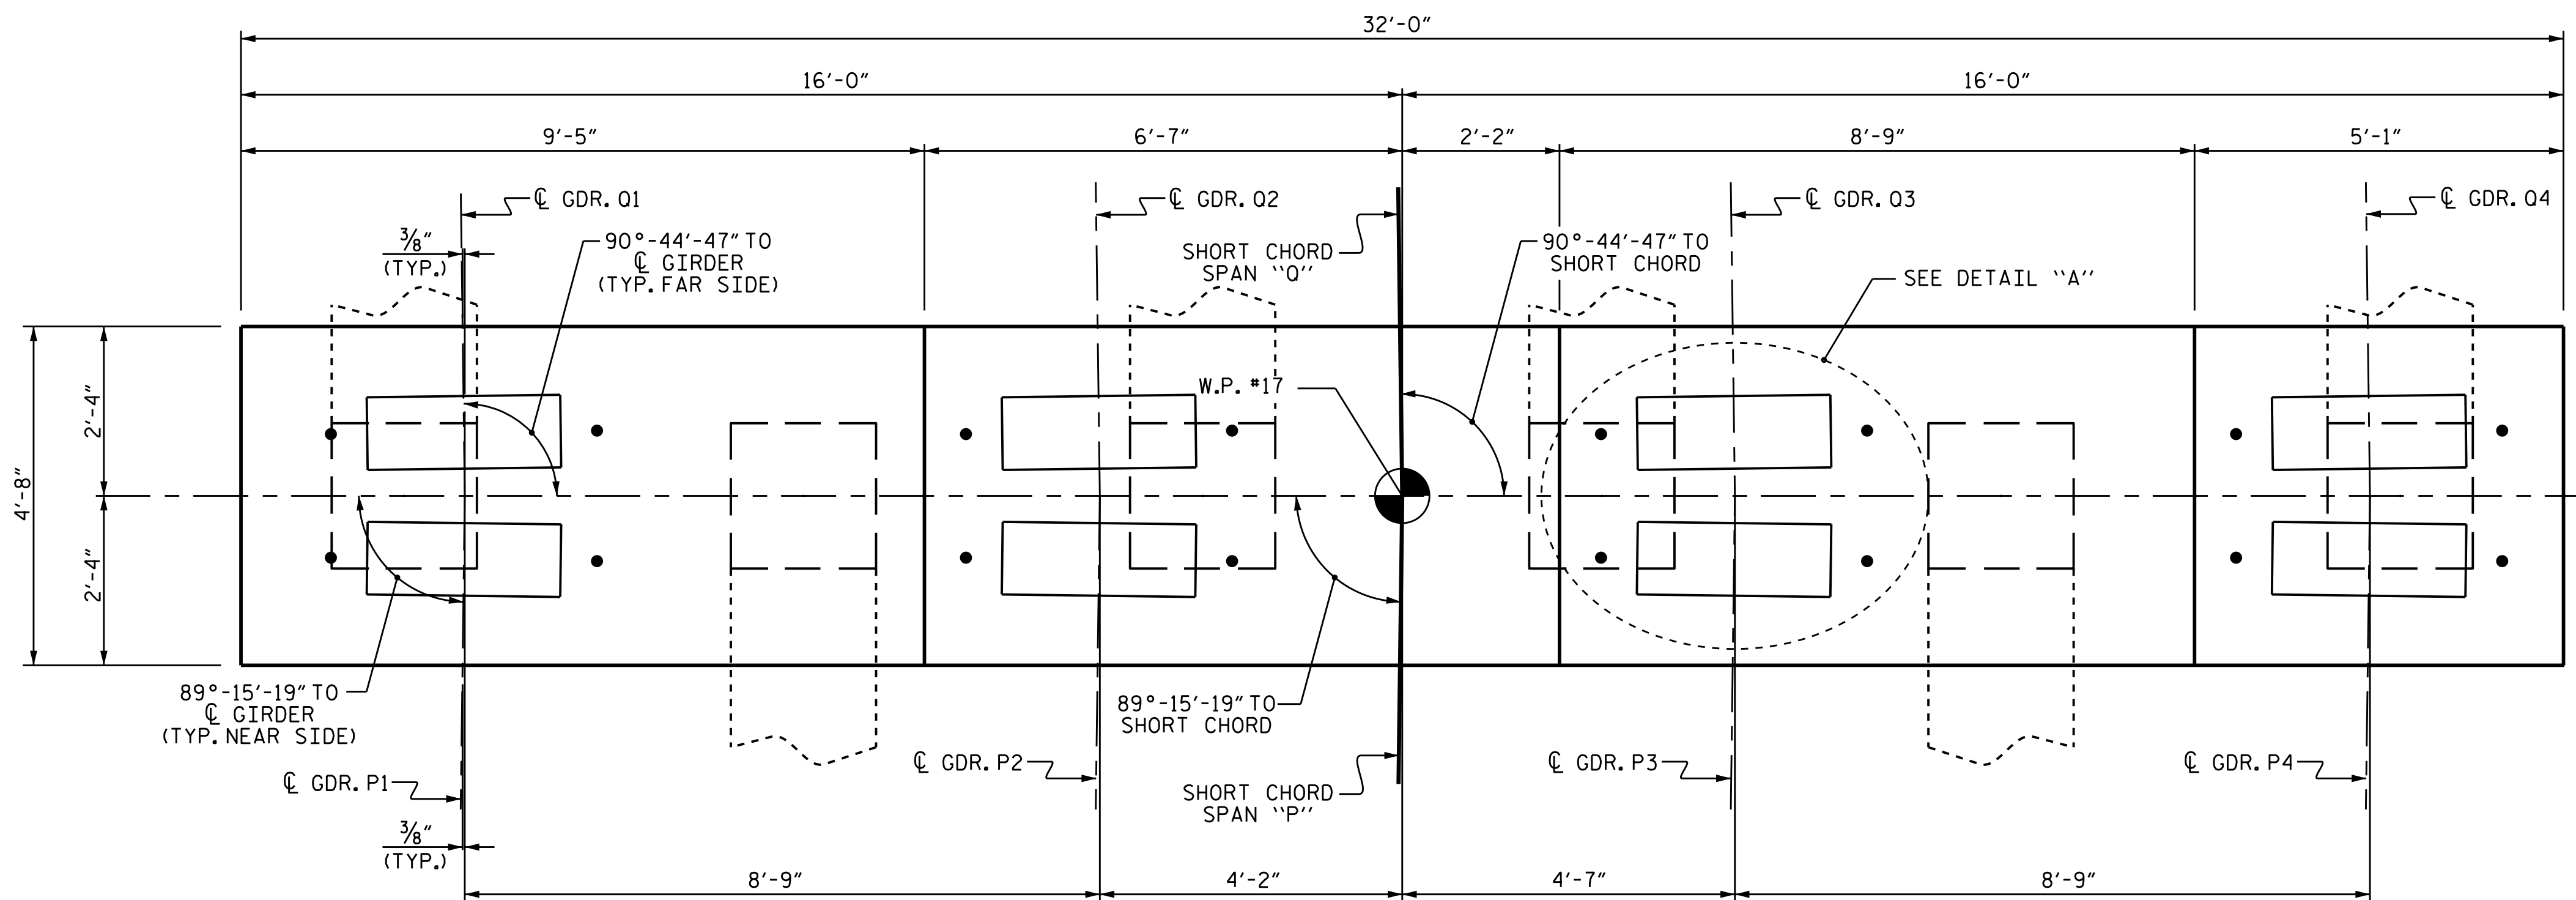 32'-0"
16'-0"
16'-0"
9'-5"
6'-7"
2'-2"
8'-9"
5'-1"
℄ GDR. Q1
℄ GDR. Q2
℄ GDR. Q3
℄ GDR. Q4
3/8"
(TYP.)
90°-44'-47" TO
℄ GIRDER
(TYP. FAR SIDE)
SHORT CHORD
SPAN "Q"
90°-44'-47" TO
SHORT CHORD
SEE DETAIL "A"
W.P. #17
2'-4"
4'-8"
2'-4"
89°-15'-19" TO
℄ GIRDER
(TYP. NEAR SIDE)
89°-15'-19" TO
SHORT CHORD
℄ GDR. P1
℄ GDR. P2
℄ GDR. P3
℄ GDR. P4
SHORT CHORD
SPAN "P"
3/8"
(TYP.)
8'-9"
4'-2"
4'-7"
8'-9"